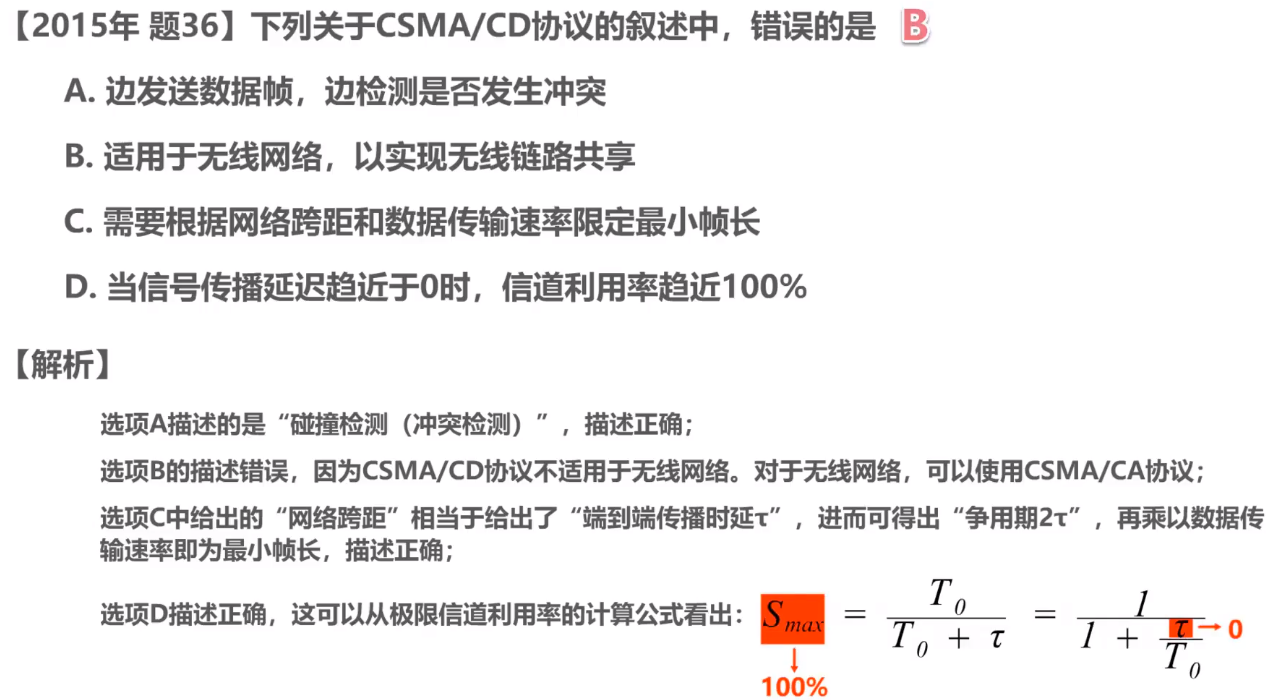 【2015年 题36】下列关于CSMA/CD协议的叙述中，错误的是 B
A. 边发送数据帧，边检测是否发生冲突
B. 适用于无线网络，以实现无线链路共享
C. 需要根据网络跨距和数据传输速率限定最小帧长
D. 当信号传播延迟趋近于0时，信道利用率趋近100%
【解析】
选项A描述的是“碰撞检测（冲突检测）”，描述正确；
选项B的描述错误，因为CSMA/CD协议不适用于无线网络。对于无线网络，可以使用CSMA/CA协议；
选项C中给出的“网络跨距”相当于给出了“端到端传播时延τ”，进而可得出“争用期2τ”，再乘以数据传
输速率即为最小帧长，描述正确；
选项D描述正确，这可以从极限信道利用率的计算公式看出： S_max = T_0 / (T_0 + τ) = 1 / (1 + τ/T_0) → 0
100%